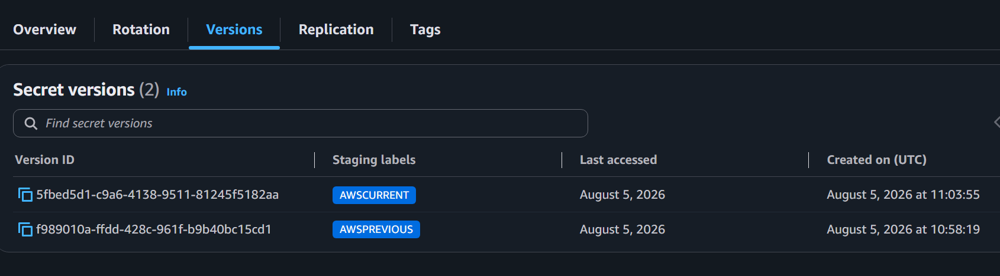 Overview Rotation Versions Replication Tags
Secret versions (2) Info
Find secret versions
Version ID Staging labels Last accessed Created on (UTC)
5fbed5d1-c9a6-4138-9511-81245f5182aa AWSCURRENT August 5, 2026 August 5, 2026 at 11:03:55
f989010a-ffdd-428c-961f-b9b40bc15cd1 AWSPREVIOUS August 5, 2026 August 5, 2026 at 10:58:19